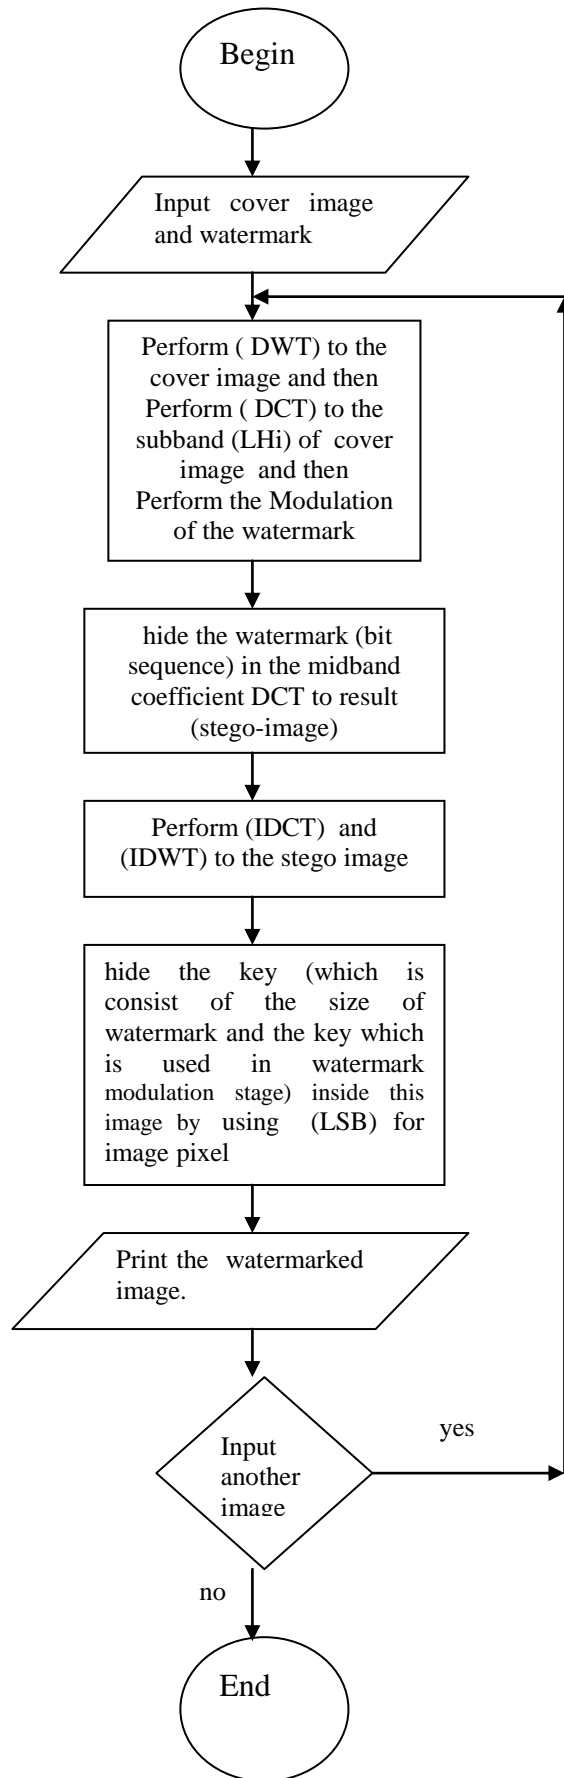 Begin
Input cover image
and watermark
Perform ( DWT) to the
cover image and then
Perform ( DCT) to the
subband (LHi) of cover
image and then
Perform the Modulation
of the watermark
hide the watermark (bit
sequence) in the midband
coefficient DCT to result
(stego-image)
Perform (IDCT) and
(IDWT) to the stego image
hide the key (which is
consist of the size of
watermark and the key which
is used in watermark
modulation stage) inside this
image by using (LSB) for
image pixel
Print the watermarked
image.
yes
Input
another
image
no
End